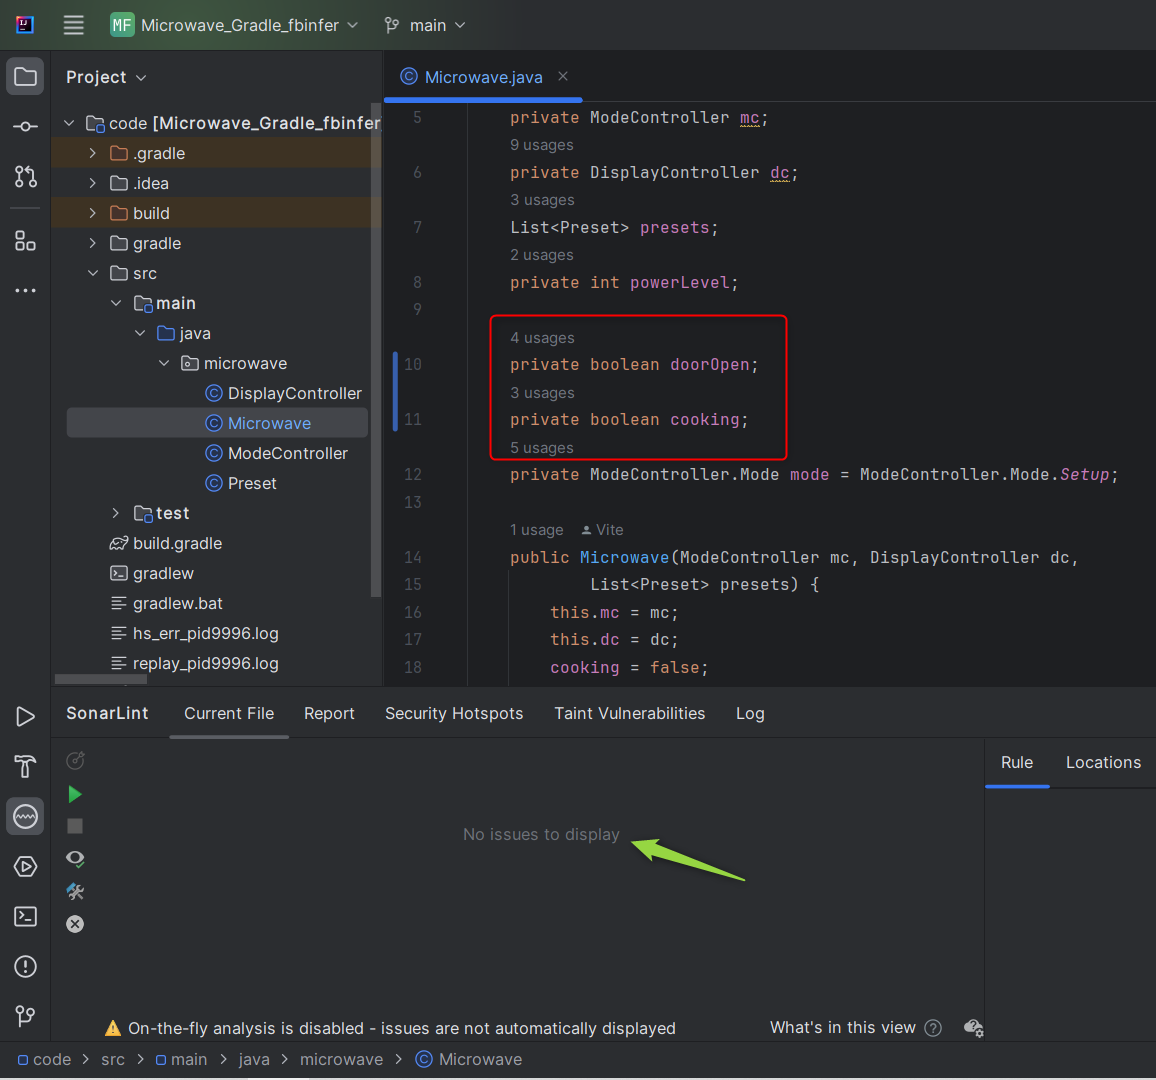 MF Microwave_Gradle_fbinfer main
Project
code [Microwave_Gradle_fbinfer
.gradle
.idea
build
gradle
src
main
java
microwave
DisplayController
Microwave
ModeController
Preset
test
build.gradle
gradlew
gradlew.bat
hs_err_pid9996.log
replay_pid9996.log
Microwave.java
5 private ModeController mc;
9 usages
6 private DisplayController dc;
3 usages
7 List<Preset> presets;
2 usages
8 private int powerLevel;
9
4 usages
10 private boolean doorOpen;
3 usages
11 private boolean cooking;
5 usages
12 private ModeController.Mode mode = ModeController.Mode.Setup;
13
1 usage Vite
14 public Microwave(ModeController mc, DisplayController dc,
15 List<Preset> presets) {
16 this.mc = mc;
17 this.dc = dc;
18 cooking = false;
SonarLint Current File Report Security Hotspots Taint Vulnerabilities Log
Rule Locations
No issues to display
On-the-fly analysis is disabled - issues are not automatically displayed What's in this view
code > src > main > java > microwave > Microwave